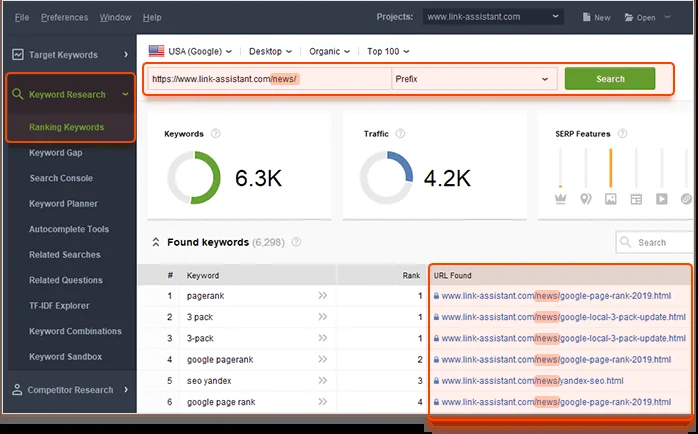 File Preferences Window Help Projects: www.link-assistant.com New Open
Target Keywords
Keyword Research
Ranking Keywords
Keyword Gap
Search Console
Keyword Planner
Autocomplete Tools
Related Searches
Related Questions
TF-IDF Explorer
Keyword Combinations
Keyword Sandbox
Competitor Research
USA (Google) Desktop Organic Top 100
https://www.link-assistant.com/news/ Prefix Search
Keywords ? Traffic ? SERP Features ?
6.3K 4.2K
Found keywords (6,298) ? Search
# Keyword Rank URL Found
1 pagerank 1 www.link-assistant.com/news/google-page-rank-2019.html
2 3 pack 1 www.link-assistant.com/news/google-local-3-pack-update.html
3 3-pack 1 www.link-assistant.com/news/google-local-3-pack-update.html
4 google pagerank 2 www.link-assistant.com/news/google-page-rank-2019.html
5 seo yandex 3 www.link-assistant.com/news/yandex-seo.html
6 google page rank 4 www.link-assistant.com/news/google-page-rank-2019.html